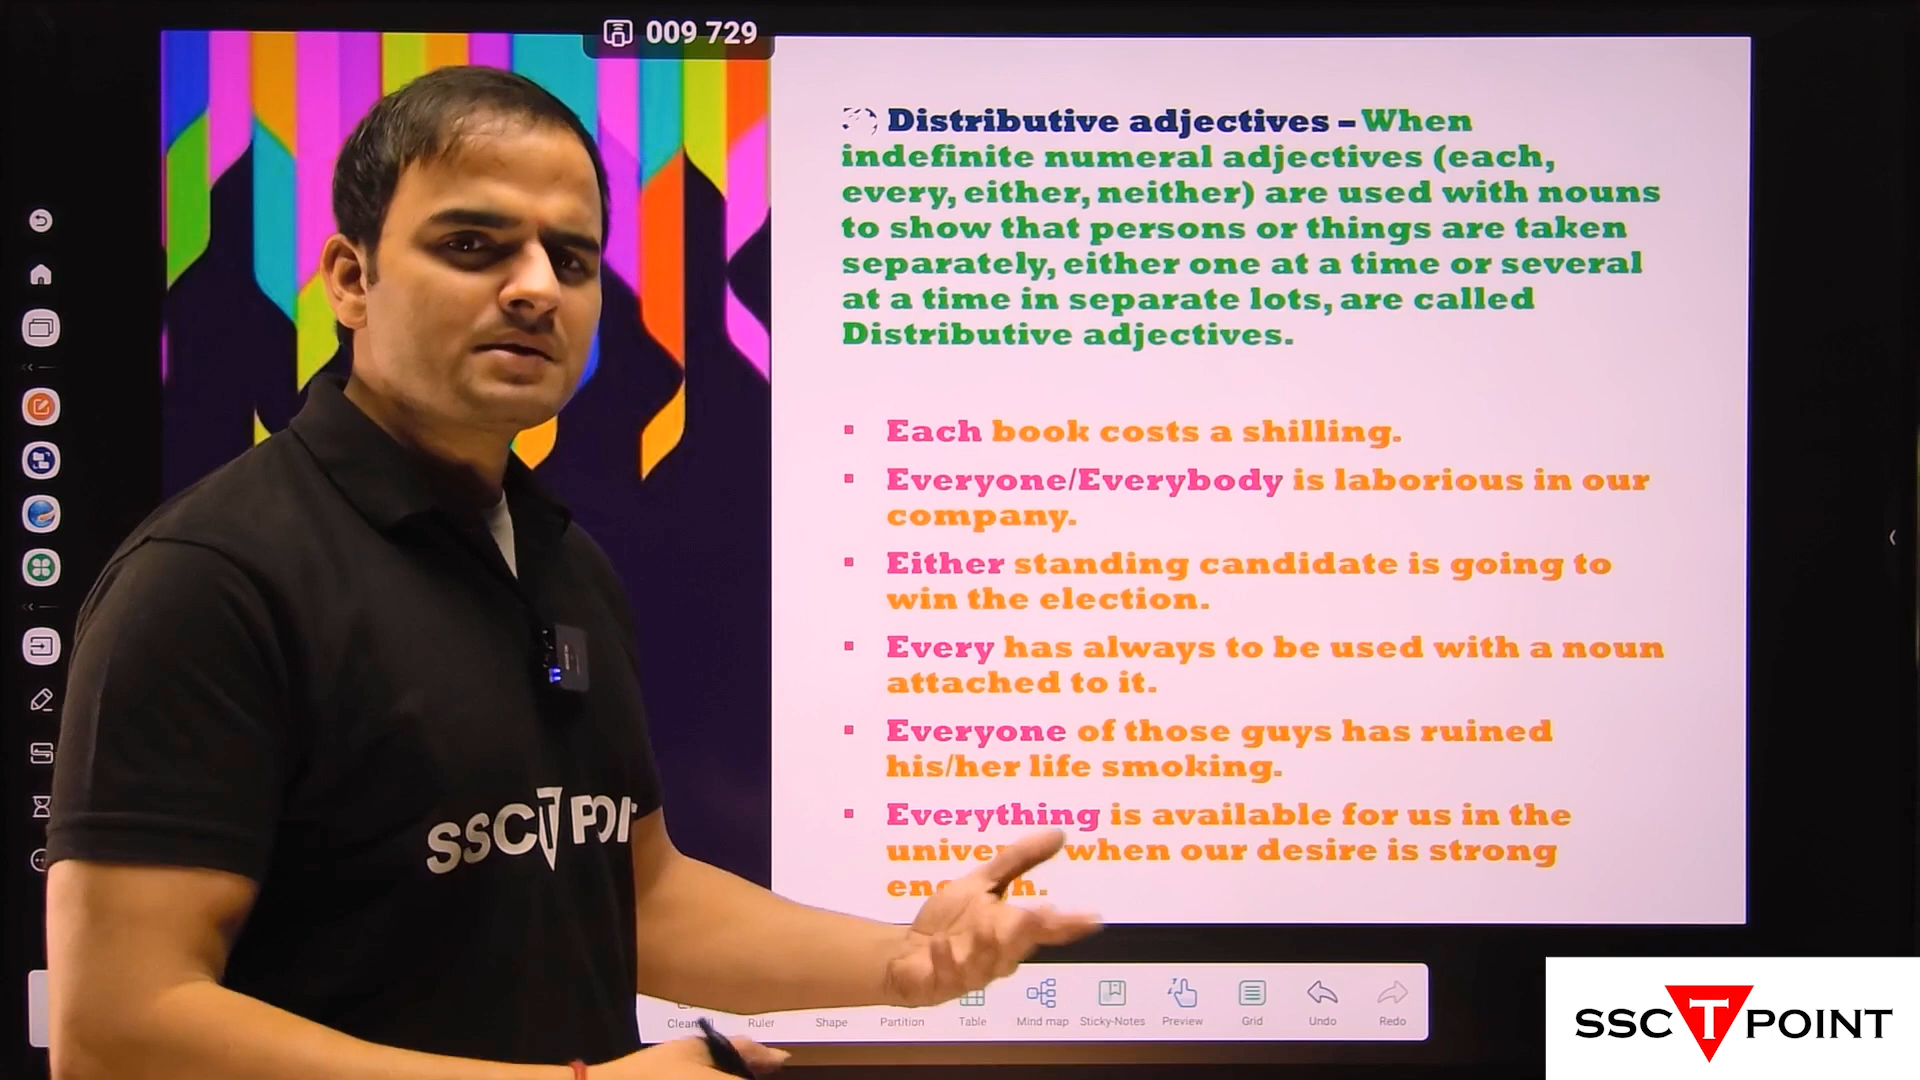 009 729
Distributive adjectives – When
indefinite numeral adjectives (each,
every, either, neither) are used with nouns
to show that persons or things are taken
separately, either one at a time or several
at a time in separate lots, are called
Distributive adjectives.
▪ Each book costs a shilling.
▪ Everyone/Everybody is laborious in our
company.
▪ Either standing candidate is going to
win the election.
▪ Every has always to be used with a noun
attached to it.
▪ Everyone of those guys has ruined
his/her life smoking.
▪ Everything is available for us in the
when our desire is strong
SSC T POINT
Ruler Shape Partition Table Mind map Sticky-Notes Preview Grid Undo Redo
SSC T POINT